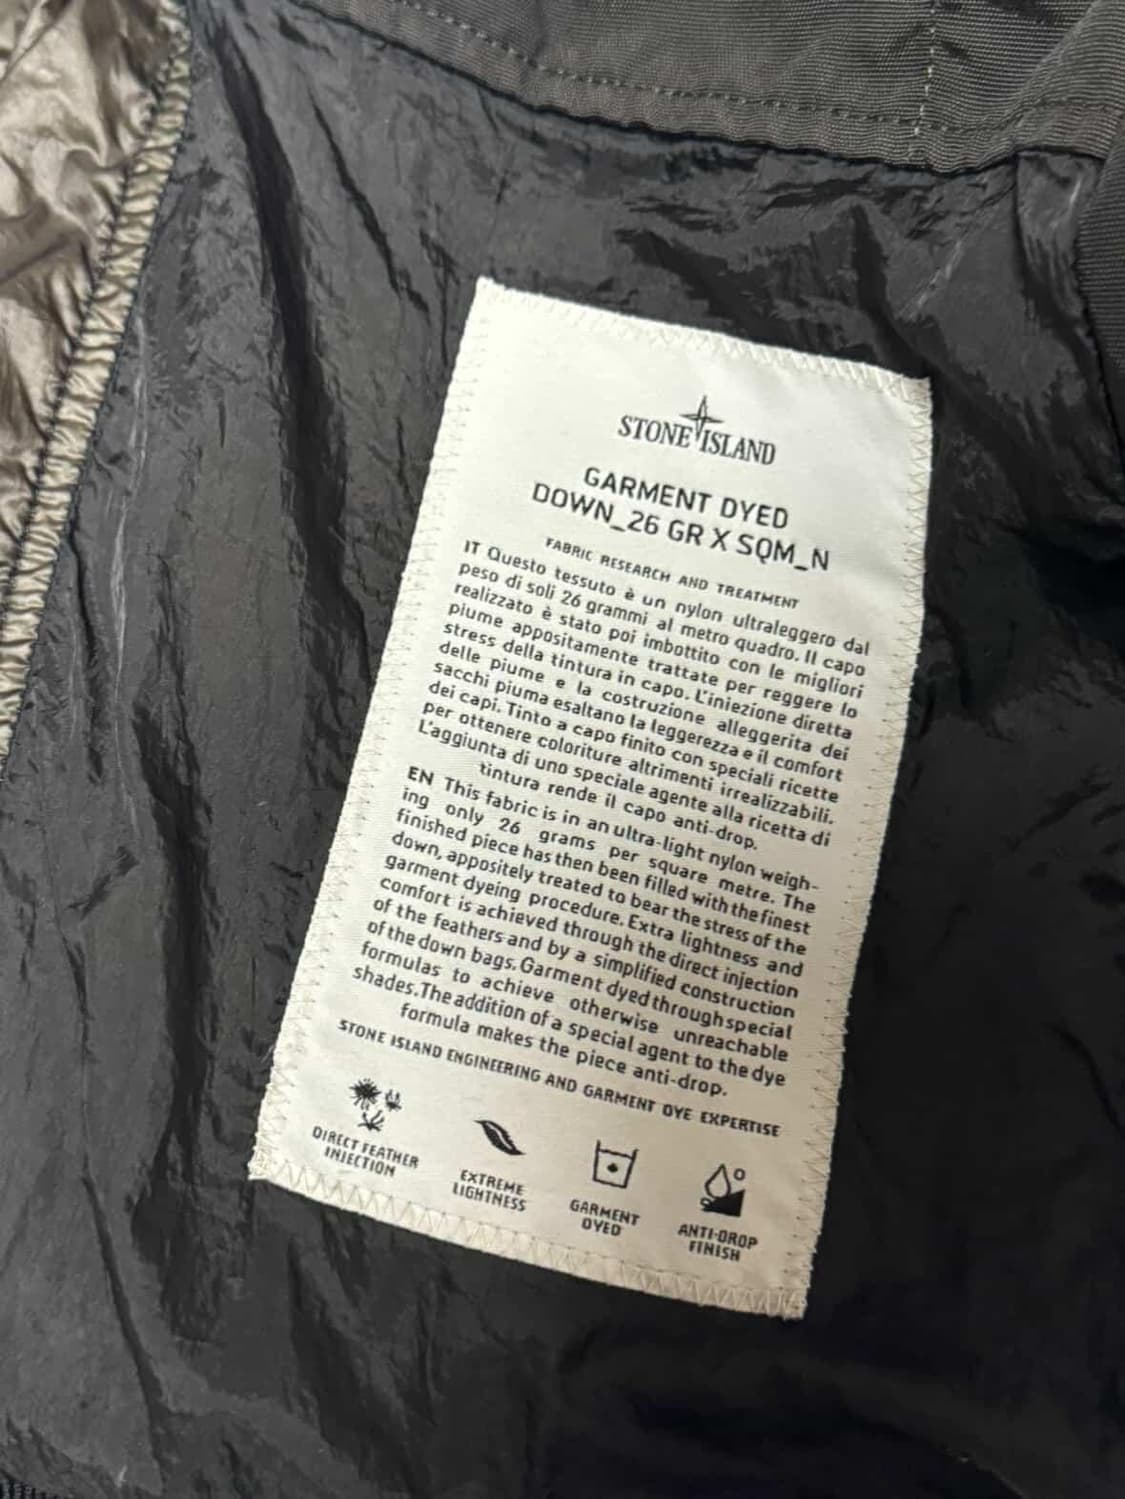 STONE ISLAND
GARMENT DYED
DOWN_26 GR X SQM_N
FABRIC RESEARCH AND TREATMENT
IT Questo tessuto è un nylon ultraleggero dal
peso di soli 26 grammi al metro quadro. Il capo
realizzato è stato poi imbottito con le migliori
piume appositamente trattate per reggere lo
stress della tintura in capo. L'iniezione diretta
delle piume e la costruzione alleggerita dei
sacchi piuma esaltano la leggerezza e il comfort
dei capi. Tinto a capo finito con speciali ricette
per ottenere coloriture altrimenti irrealizzabili.
L'aggiunta di uno speciale agente alla ricetta di
tintura rende il capo anti-drop.
EN This fabric is in an ultra-light nylon weigh-
ing only 26 grams per square metre. The
finished piece has then been filled with the finest
down, appositely treated to bear the stress of the
garment dyeing procedure. Extra lightness and
comfort is achieved through the direct injection
of the feathers and by a simplified construction
of the down bags. Garment dyed through special
formulas to achieve otherwise unreachable
shades. The addition of a special agent to the dye
formula makes the piece anti-drop.
STONE ISLAND ENGINEERING AND GARMENT DYE EXPERTISE
DIRECT FEATHER
INJECTION
EXTREME
LIGHTNESS
GARMENT
DYED
ANTI-DROP
FINISH